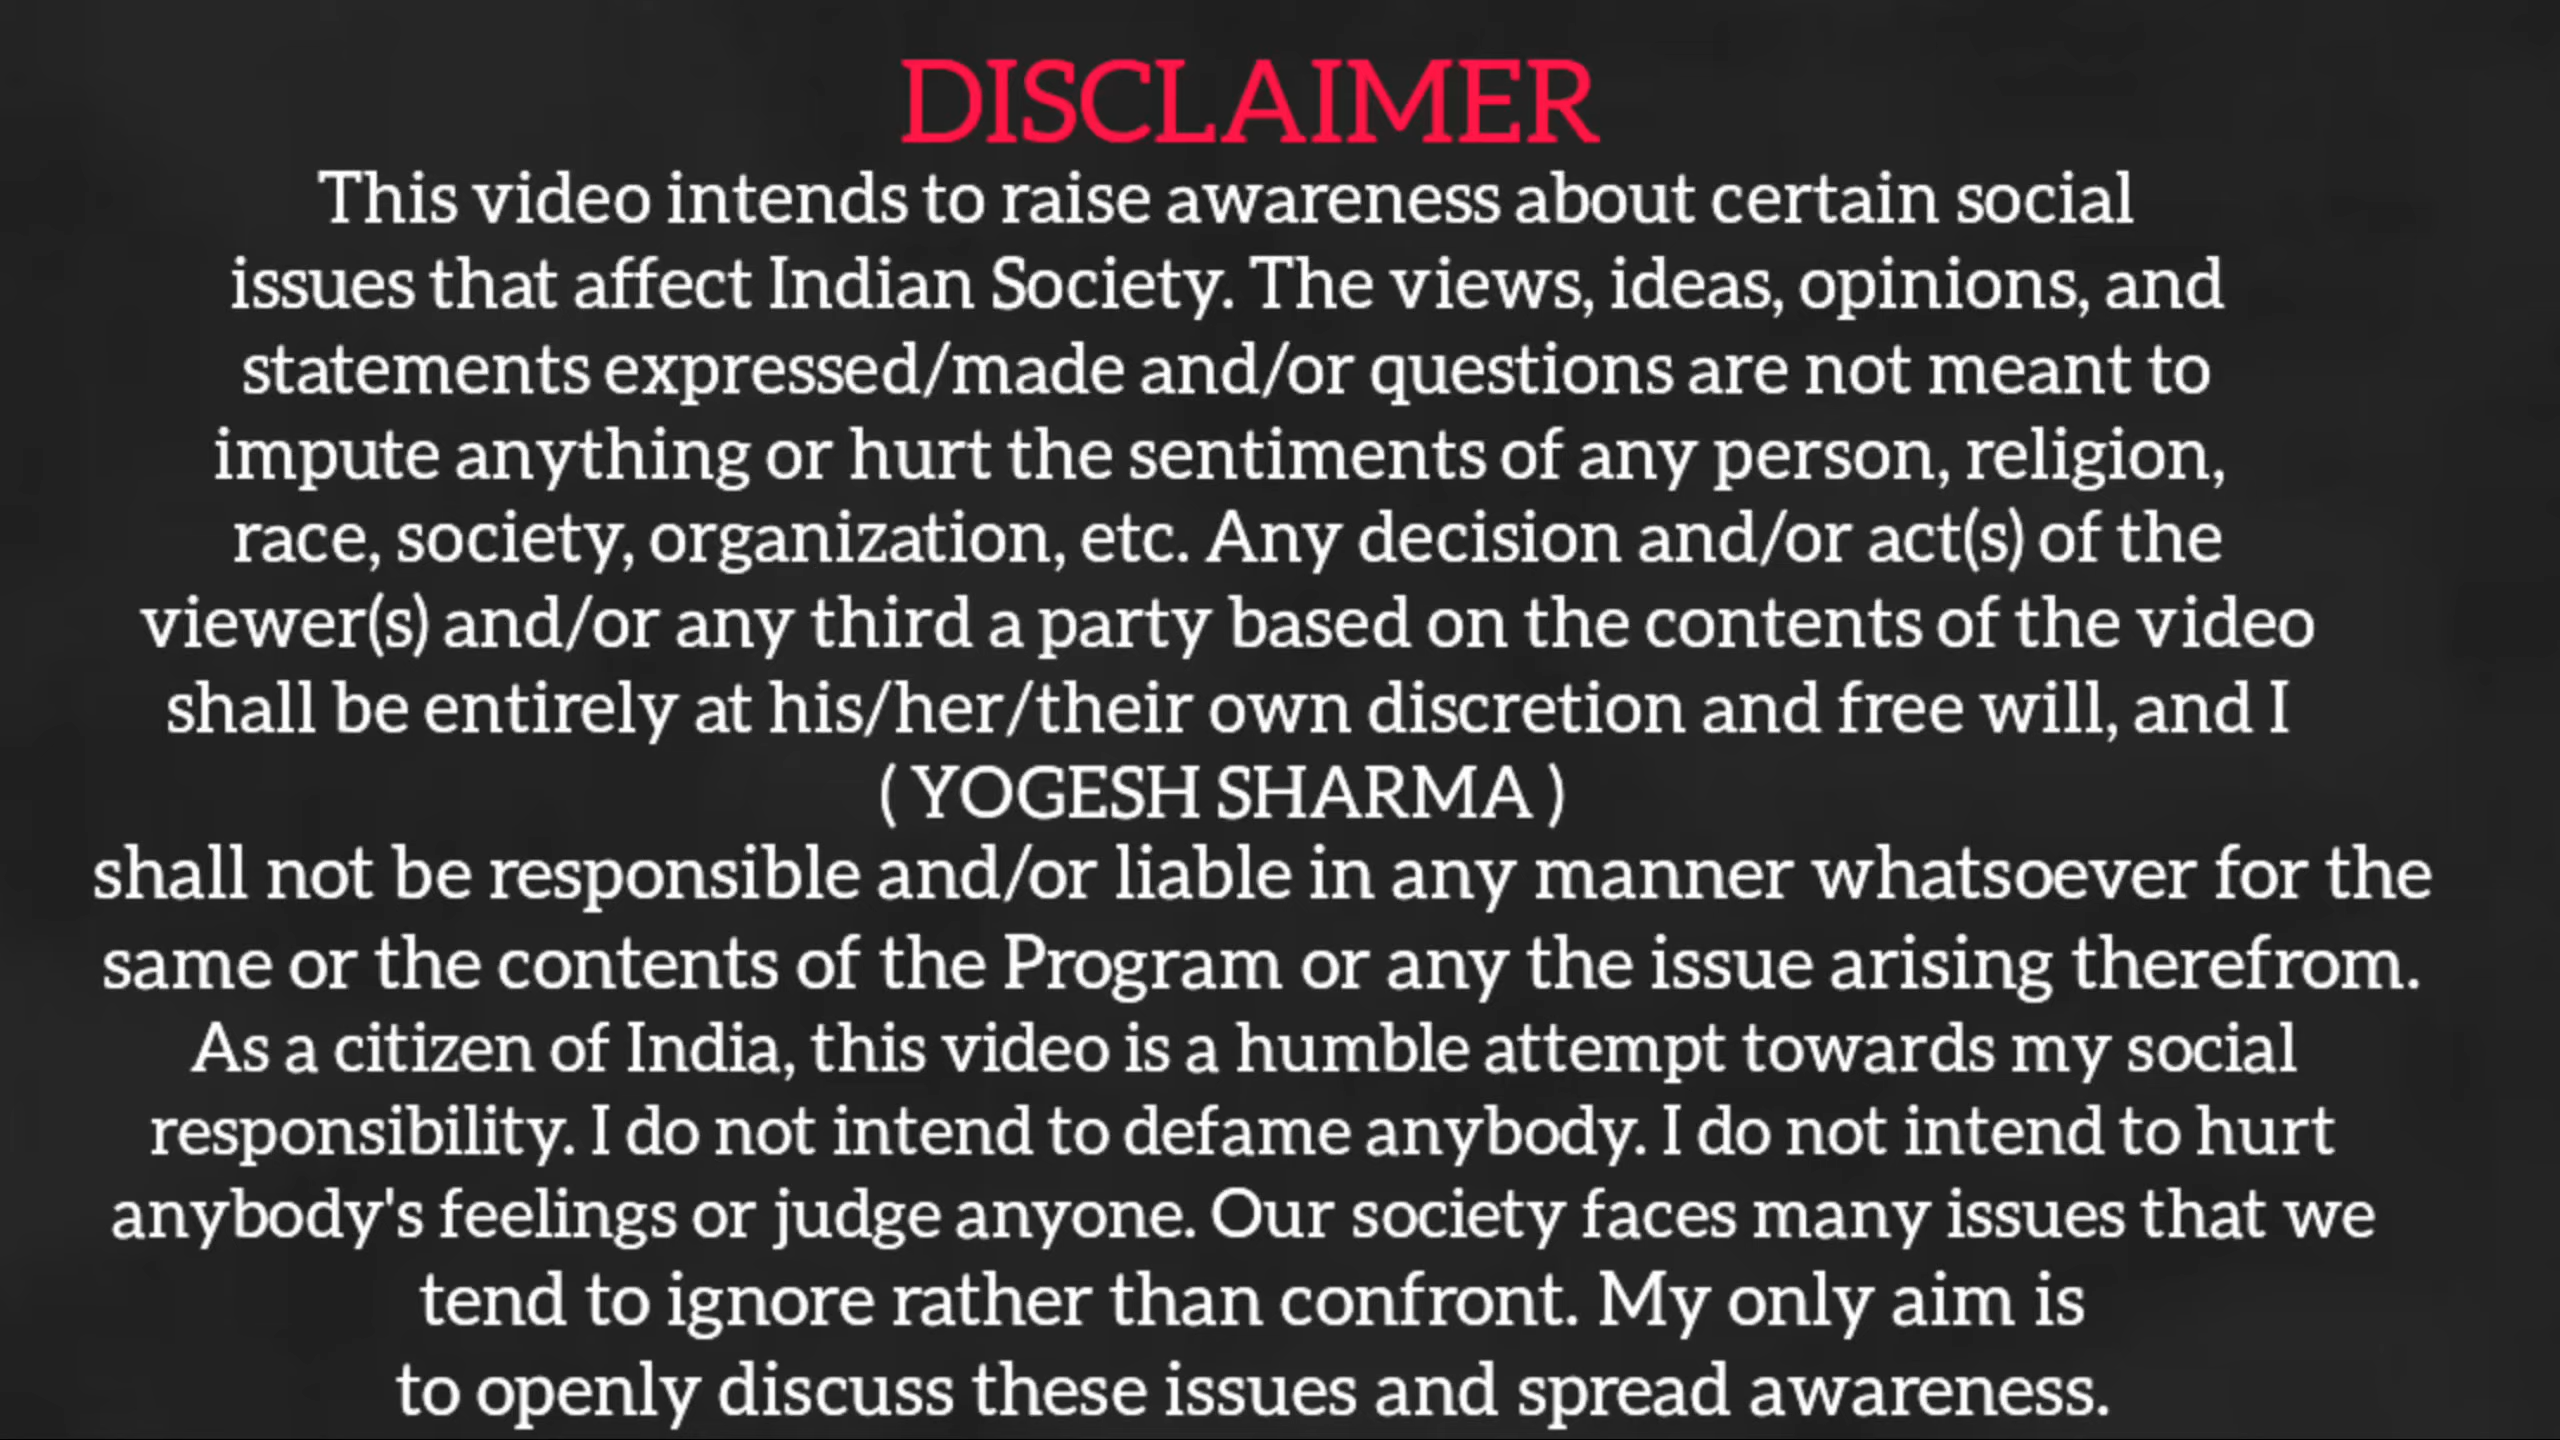 DISCLAIMER
This video intends to raise awareness about certain social
issues that affect Indian Society. The views, ideas, opinions, and
statements expressed/made and/or questions are not meant to
impute anything or hurt the sentiments of any person, religion,
race, society, organization, etc. Any decision and/or act(s) of the
viewer(s) and/or any third a party based on the contents of the video
shall be entirely at his/her/their own discretion and free will, and I
( YOGESH SHARMA )
shall not be responsible and/or liable in any manner whatsoever for the
same or the contents of the Program or any the issue arising therefrom.
As a citizen of India, this video is a humble attempt towards my social
responsibility. I do not intend to defame anybody. I do not intend to hurt
anybody's feelings or judge anyone. Our society faces many issues that we
tend to ignore rather than confront. My only aim is
to openly discuss these issues and spread awareness.